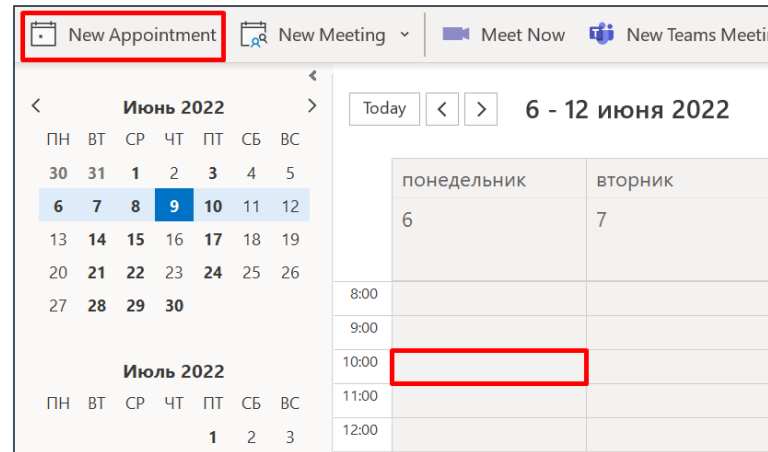 New Appointment New Meeting Meet Now New Teams Meeti
Июнь 2022
ПН ВТ СР ЧТ ПТ СБ ВС
30 31 1 2 3 4 5
6 7 8 9 10 11 12
13 14 15 16 17 18 19
20 21 22 23 24 25 26
27 28 29 30
Июль 2022
ПН ВТ СР ЧТ ПТ СБ ВС
1 2 3
Today 6 - 12 июня 2022
понедельник вторник
6 7
8:00
9:00
10:00
11:00
12:00